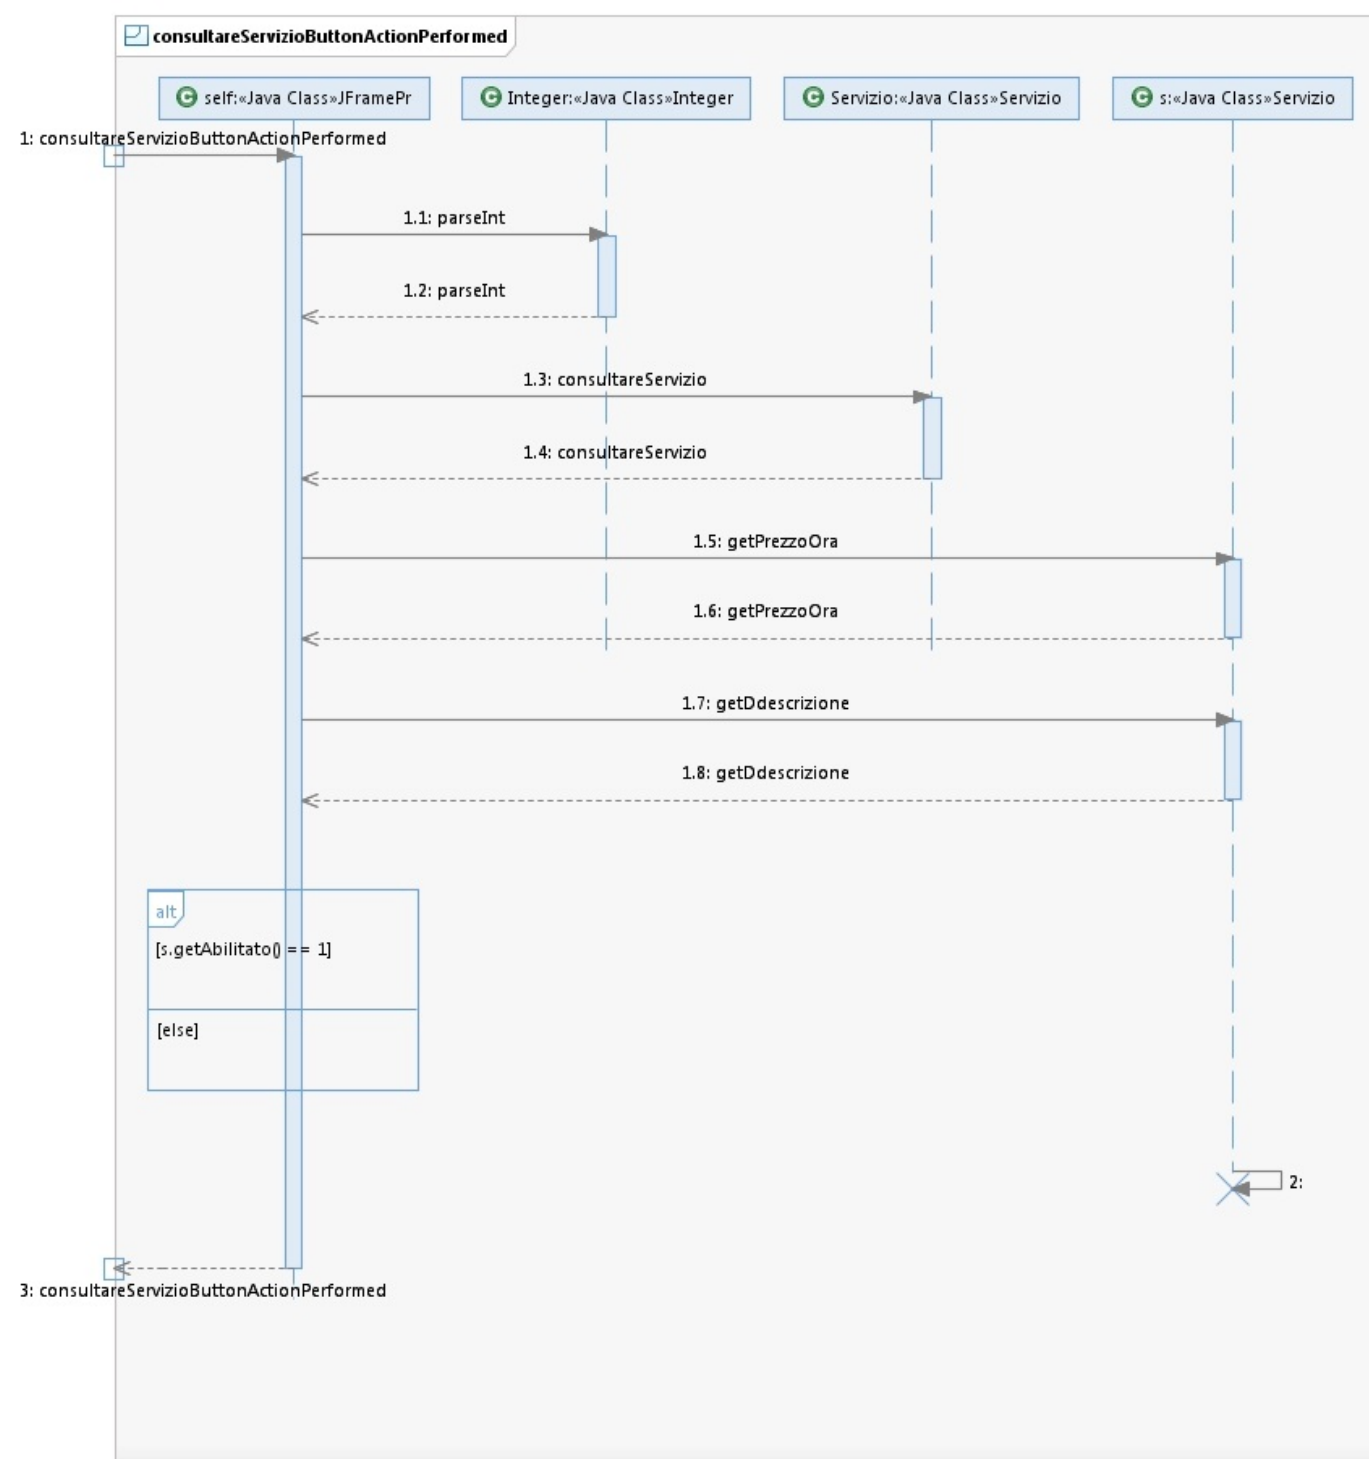 consultareServizioButtonActionPerformed
self:«Java Class»JFramePr
Integer:«Java Class»Integer
Servizio:«Java Class»Servizio
s:«Java Class»Servizio
1: consultareServizioButtonActionPerformed
1.1: parseInt
1.2: parseInt
1.3: consultareServizio
1.4: consultareServizio
1.5: getPrezzoOra
1.6: getPrezzoOra
1.7: getDdescrizione
1.8: getDdescrizione
alt
[s.getAbilitato() == 1]
[else]
2:
3: consultareServizioButtonActionPerformed